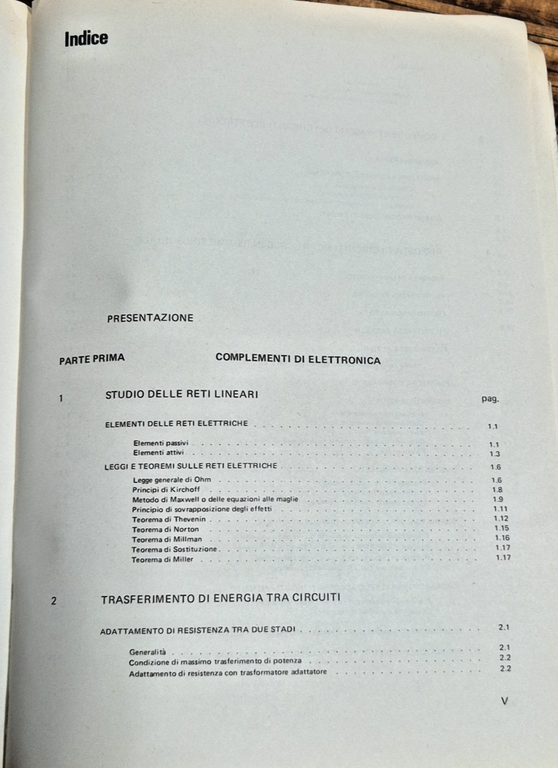 Indice
PRESENTAZIONE
PARTE PRIMA COMPLEMENTI DI ELETTRONICA
1 STUDIO DELLE RETI LINEARI pag.
ELEMENTI DELLE RETI ELETTRICHE 1.1
Elementi passivi 1.1
Elementi attivi 1.3
LEGGI E TEOREMI SULLE RETI ELETTRICHE 1.6
Legge generale di Ohm 1.6
Principi di Kirchoff 1.8
Metodo di Maxwell o delle equazioni alle maglie 1.9
Principio di sovrapposizione degli effetti 1.11
Teorema di Thevenin 1.12
Teorema di Norton 1.15
Teorema di Millman 1.16
Teorema di Sostituzione 1.17
Teorema di Miller 1.17
2 TRASFERIMENTO DI ENERGIA TRA CIRCUITI
ADATTAMENTO DI RESISTENZA TRA DUE STADI 2.1
Generalità 2.1
Condizione di massimo trasferimento di potenza 2.2
Adattamento di resistenza con trasformatore adattatore 2.2
V